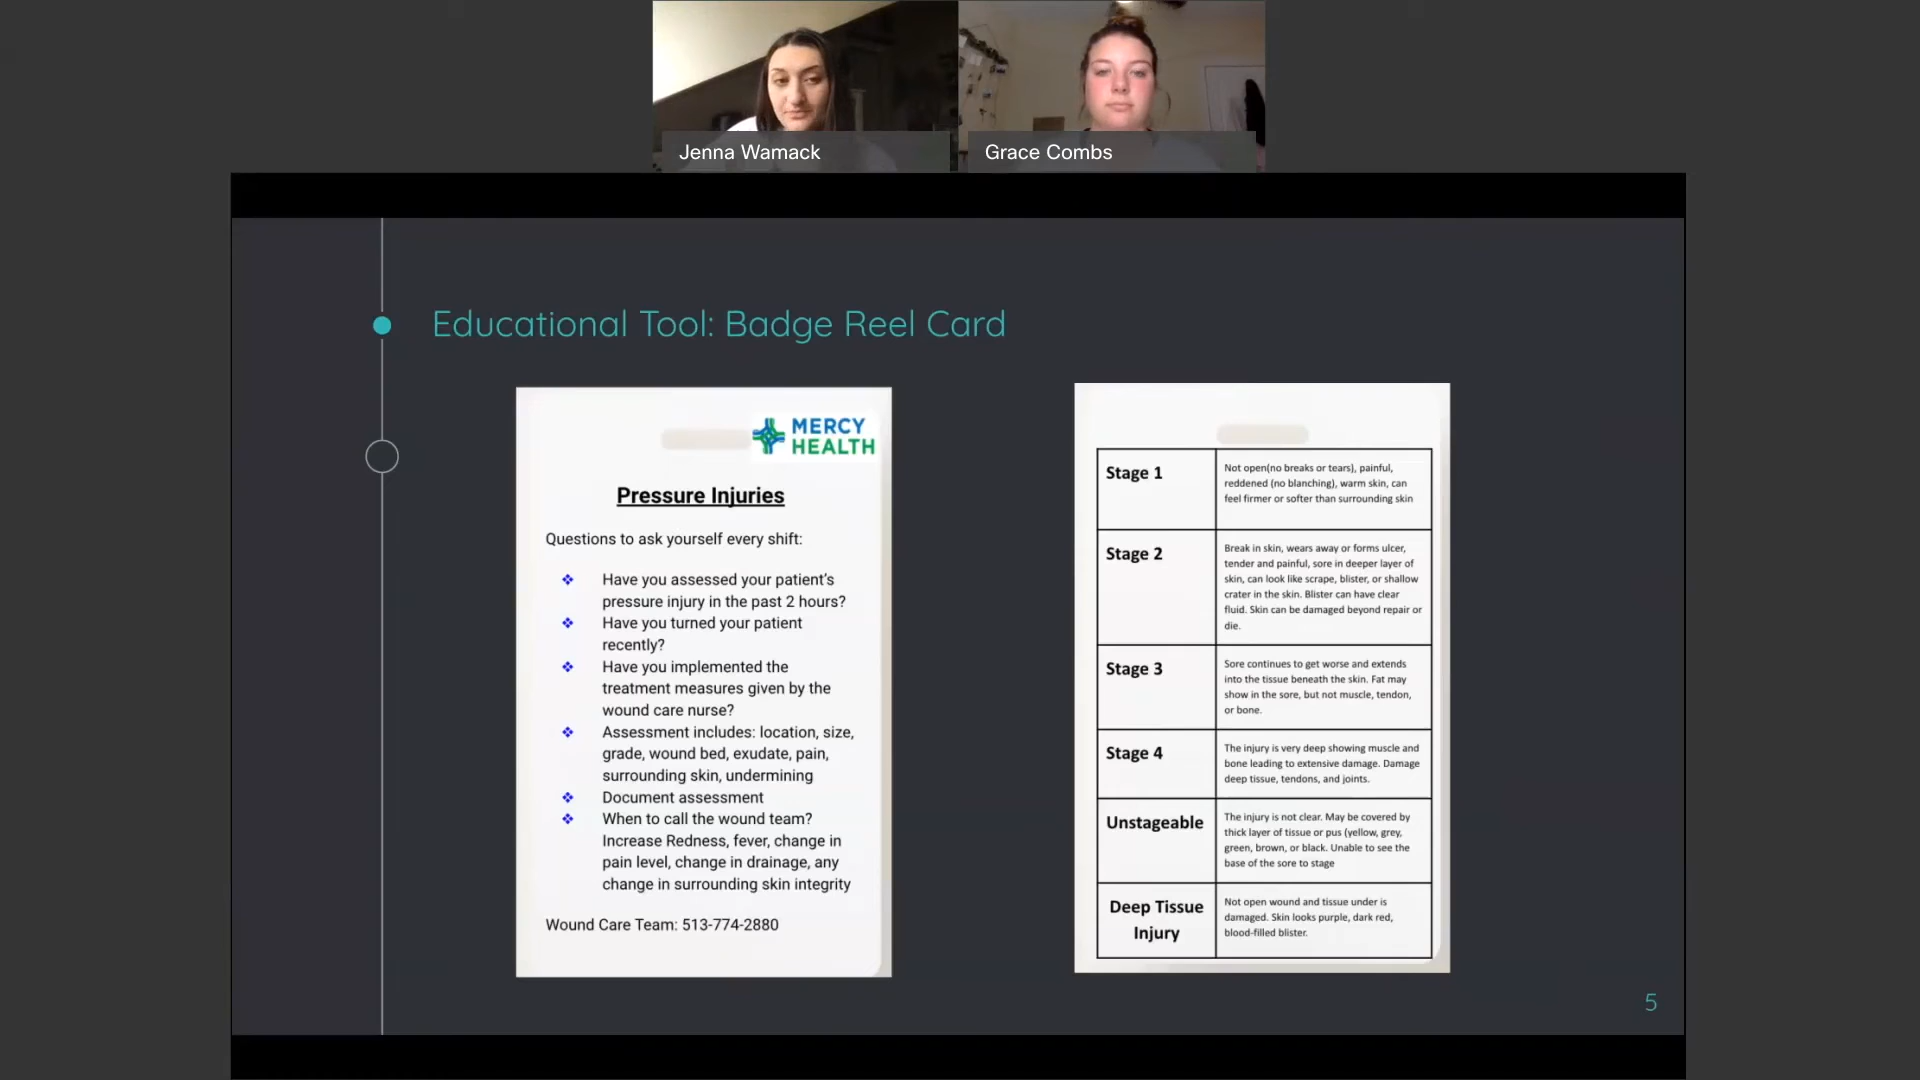 Jenna Wamack
Grace Combs
Educational Tool: Badge Reel Card
MERCY
HEALTH
Pressure Injuries
Questions to ask yourself every shift:
❖ Have you assessed your patient's
pressure injury in the past 2 hours?
❖ Have you turned your patient
recently?
❖ Have you implemented the
treatment measures given by the
wound care nurse?
❖ Assessment includes: location, size,
grade, wound bed, exudate, pain,
surrounding skin, undermining
❖ Document assessment
❖ When to call the wound team?
Increase Redness, fever, change in
pain level, change in drainage, any
change in surrounding skin integrity
Wound Care Team: 513-774-2880
Stage 1
Not open(no breaks or tears), painful,
reddened (no blanching), warm skin, can
feel firmer or softer than surrounding skin
Stage 2
Break in skin, wears away or forms ulcer,
tender and painful, sore in deeper layer of
skin, can look like scrape, blister, or shallow
crater in the skin. Blister can have clear
fluid. Skin can be damaged beyond repair or
die.
Stage 3
Sore continues to get worse and extends
into the tissue beneath the skin. Fat may
show in the sore, but not muscle, tendon,
or bone.
Stage 4
The injury is very deep showing muscle and
bone leading to extensive damage. Damage
deep tissue, tendons, and joints.
Unstageable
The injury is not clear. May be covered by
thick layer of tissue or pus (yellow, grey,
green, brown, or black. Unable to see the
base of the sore to stage
Deep Tissue
Injury
Not open wound and tissue under is
damaged. Skin looks purple, dark red,
blood-filled blister.
5